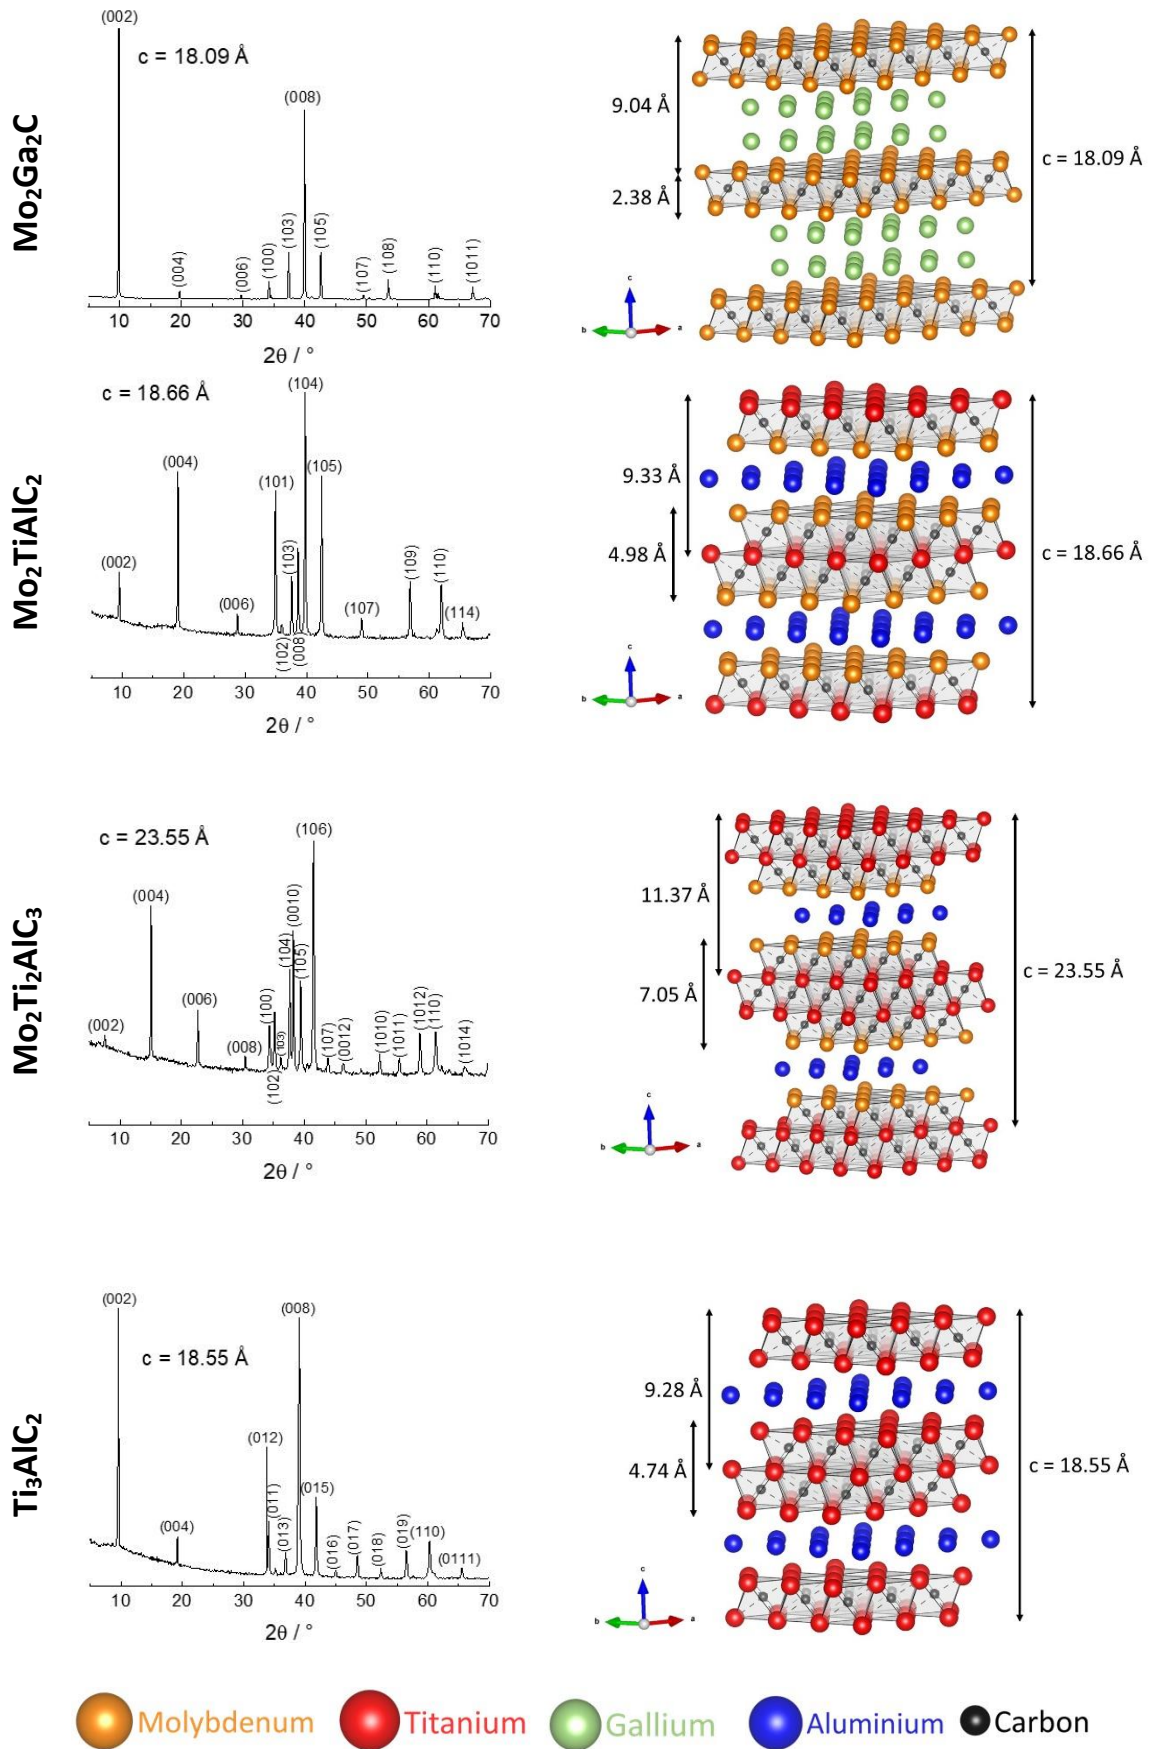 Mo₂Ga₂C
c = 18.09 Å
(002)
(004)
(006)
(100)
(103)
(008)
(105)
(107)
(108)
(110)
(1011)
10 20 30 40 50 60 70
2θ / °
9.04 Å
2.38 Å
c = 18.09 Å
c
b
a
Mo₂TiAlC₂
c = 18.66 Å
(002)
(004)
(006)
(101)
(102)
(103)
(008)
(104)
(105)
(107)
(109)
(110)
(114)
10 20 30 40 50 60 70
2θ / °
9.33 Å
4.98 Å
c = 18.66 Å
c
b
a
Mo₂Ti₂AlC₃
c = 23.55 Å
(002)
(004)
(006)
(008)
(100)
(102)
(103)
(104)
(0010)
(105)
(106)
(107)
(0012)
(1010)
(1011)
(1012)
(110)
(1014)
10 20 30 40 50 60 70
2θ / °
11.37 Å
7.05 Å
c = 23.55 Å
c
b
a
Ti₃AlC₂
c = 18.55 Å
(002)
(004)
(012)
(011)
(013)
(008)
(015)
(016)
(017)
(018)
(019)
(110)
(0111)
10 20 30 40 50 60 70
2θ / °
9.28 Å
4.74 Å
c = 18.55 Å
c
b
a
Molybdenum Titanium Gallium Aluminium Carbon